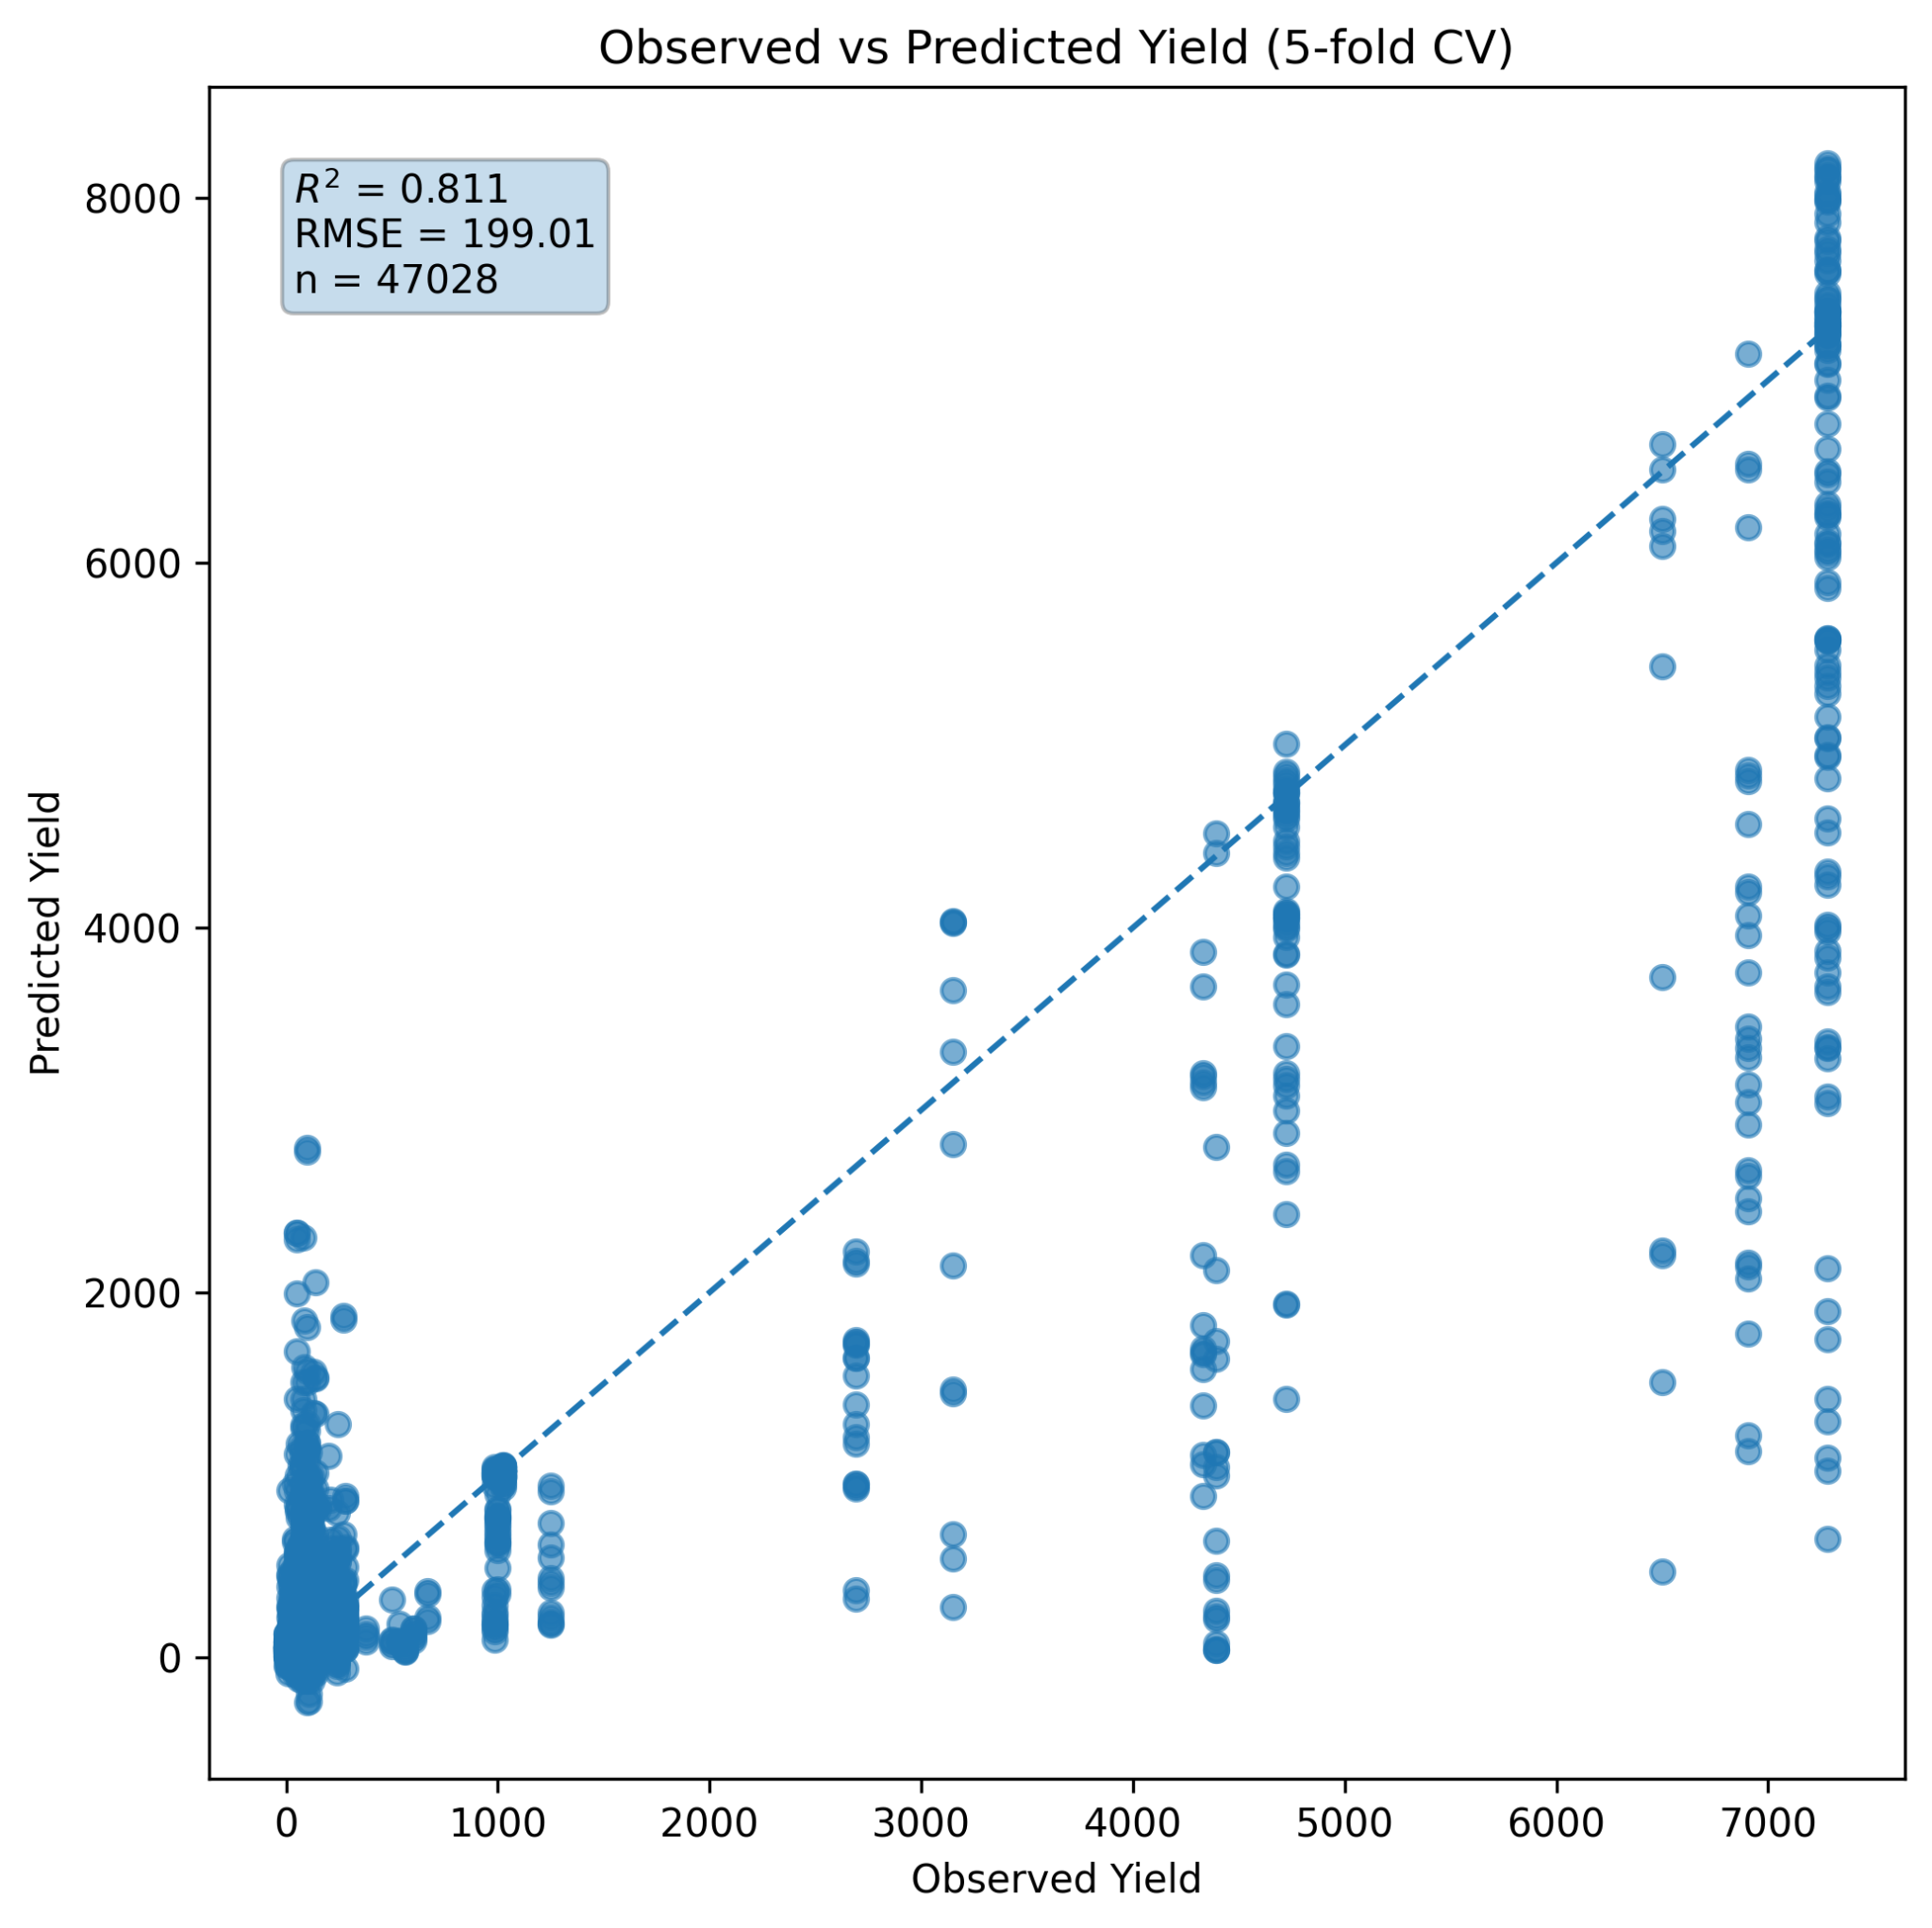 Observed vs Predicted Yield (5-fold CV)
R² = 0.811
RMSE = 199.01
n = 47028
8000
6000
4000
2000
0
Predicted Yield
0 1000 2000 3000 4000 5000 6000 7000
Observed Yield